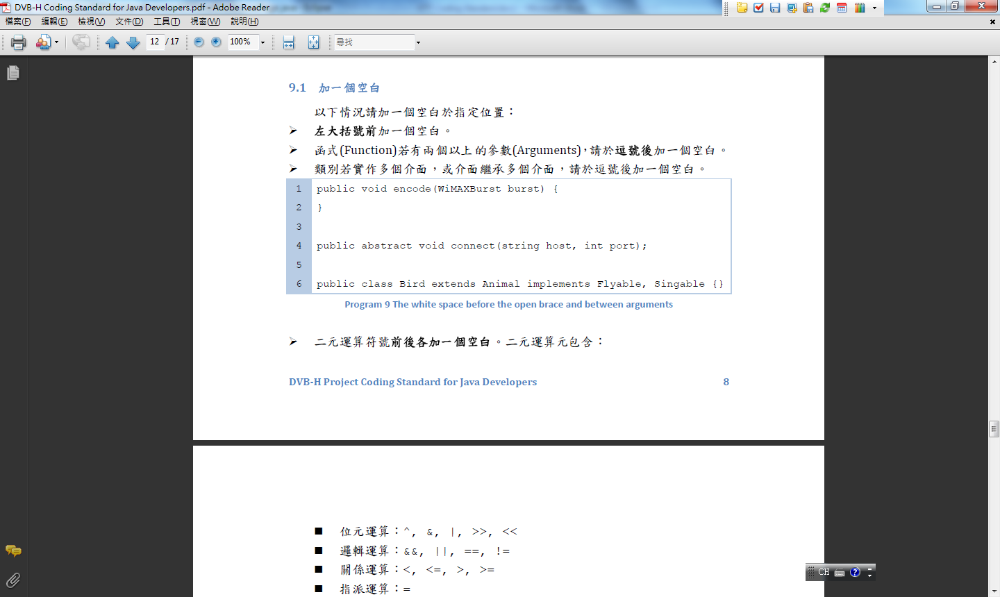 DVB-H Coding Standard for Java Developers.pdf - Adobe Reader
檔案(F) 編輯(E) 檢視(V) 文件(D) 工具(T) 視窗(W) 說明(H)
12 / 17 100% 尋找
9.1 加一個空白
以下情況請加一個空白於指定位置：
左大括號前加一個空白。
函式(Function)若有兩個以上的參數(Arguments)，請於逗號後加一個空白。
類別若實作多個介面，或介面繼承多個介面，請於逗號後加一個空白。
1 public void encode(WiMAXBurst burst) {
2 }
3
4 public abstract void connect(string host, int port);
5
6 public class Bird extends Animal implements Flyable, Singable {}
Program 9 The white space before the open brace and between arguments
二元運算符號前後各加一個空白。二元運算元包含：
DVB-H Project Coding Standard for Java Developers 8
位元運算：^, &, |, >>, <<
邏輯運算：&&, ||, ==, !=
關係運算：<, <=, >, >=
指派運算：=
CH